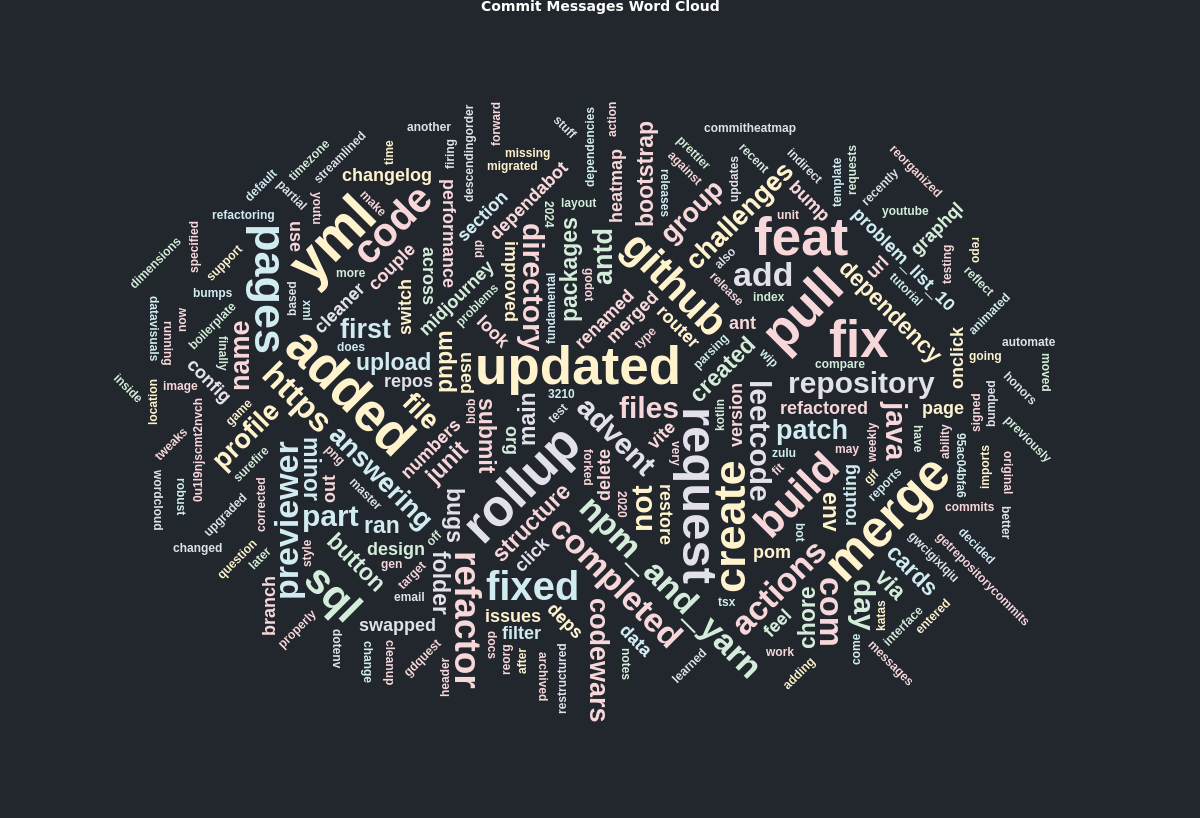 Commit Messages Word Cloud
another
descendingorder
forward
stuff
dependencies
action
commitheatmap
firing
time
streamlined
timezone
default
partial
youtu
make
changelog
missing
migrated
dependabot
heatmap
bootstrap
prettier
against
releases
updates
recent
indirect
bump
template
requests
recently
reorganized
refactoring
use
yml
code
performance
section
2024
layout
group
challenges
unit
feat
problem_list_10
youtube
graphql
dimensions
specified
support
pages
based
xml
more
couple
across
did
improved
directory
packages
antd
godot
github
also
add
pull
url
tutorial
testing
redo
reflect
bumps
datavisuals
now
running
boilerplate
finally
name
cleaner
switch
midjourney
problems
fundamental
renamed
merged
type
router
release
index
dependency
animated
first
does
look
ant
fix
onclick
going
automate
inside
location
image
config
added
upload
repos
phpm
used
updated
parsing
wip
created
compare
repository
moved
honors
game
https
file
blob
3210
test
files
kotlin
version
leetcode
refactored
java
page
signed
bumped
previously
tweaks
0u1l6njscmt2nvch
surefire
profile
answering
numbers
junit
submit
org
main
advent
vite
very
request
patch
zulu
may
weekly
have
ability
95aec04bfa6
imports
original
wordcloud
robust
upgraded
corrected
previewer
minor
png
out
master
rollup
forked
delete
2020
not
restore
create
fit
build
env
routing
gif
reports
merge
commits
better
part
ran
bugs
off
structure
bot
changed
question
later
style
button
design
gen
target
folder
click
completed
npm_and_yarn
pom
gwcigixlqiu
decided
getrepositorycommits
branch
sql
email
refactor
fixed
tsx
actions
com
day
via
cards
katas
interface
entered
properly
swapped
issues
deps
codewars
data
feel
chore
dotenv
change
cleanup
gdquest
header
scop
reorg
filter
after
archived
restructured
notes
learned
work
adding
come
messages